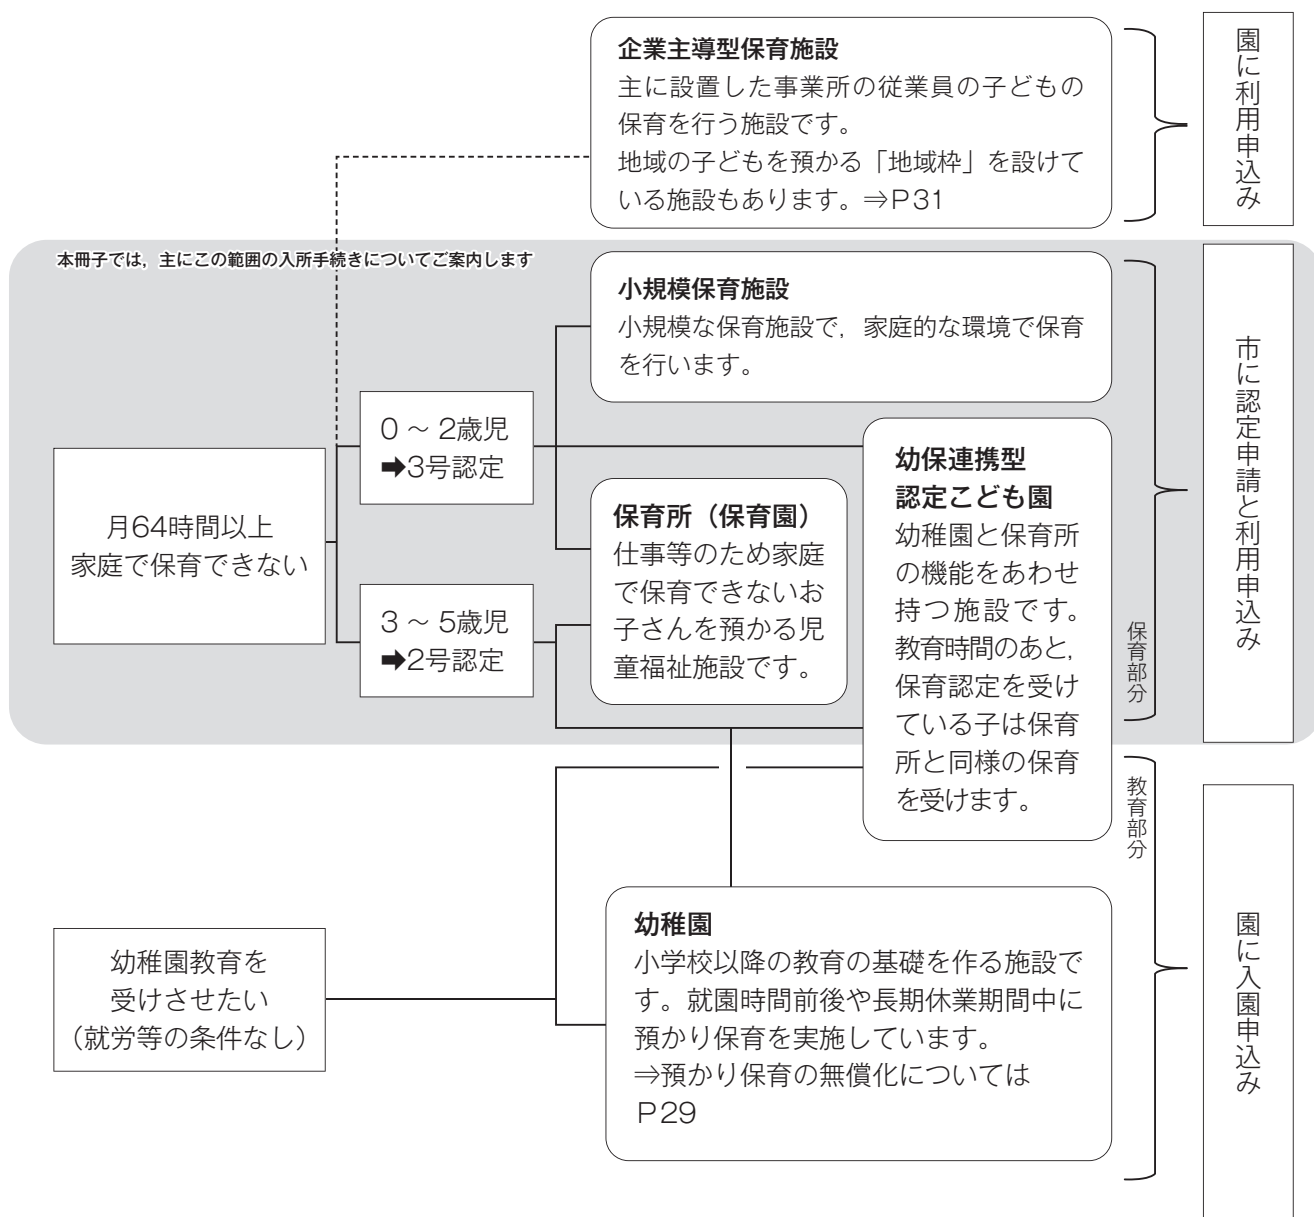 企業主導型保育施設
主に設置した事業所の従業員の子どもの
保育を行う施設です。
地域の子どもを預かる「地域枠」を設けて
いる施設もあります。⇒P31
園に利用申込み
本冊子では,主にこの範囲の入所手続きについてご案内します
小規模保育施設
小規模な保育施設で,家庭的な環境で保育
を行います。
月64時間以上
家庭で保育できない
0～2歳児
➡3号認定
3～5歳児
➡2号認定
保育所（保育園）
仕事等のため家庭
で保育できないお
子さんを預かる児
童福祉施設です。
幼保連携型
認定こども園
幼稚園と保育所
の機能をあわせ
持つ施設です。
教育時間のあと,
保育認定を受け
ている子は保育
所と同様の保育
を受けます。
保育部分
市に認定申請と利用申込み
教育部分
幼稚園教育を
受けさせたい
（就労等の条件なし）
幼稚園
小学校以降の教育の基礎を作る施設で
す。就園時間前後や長期休業期間中に
預かり保育を実施しています。
⇒預かり保育の無償化については
P29
園に入園申込み